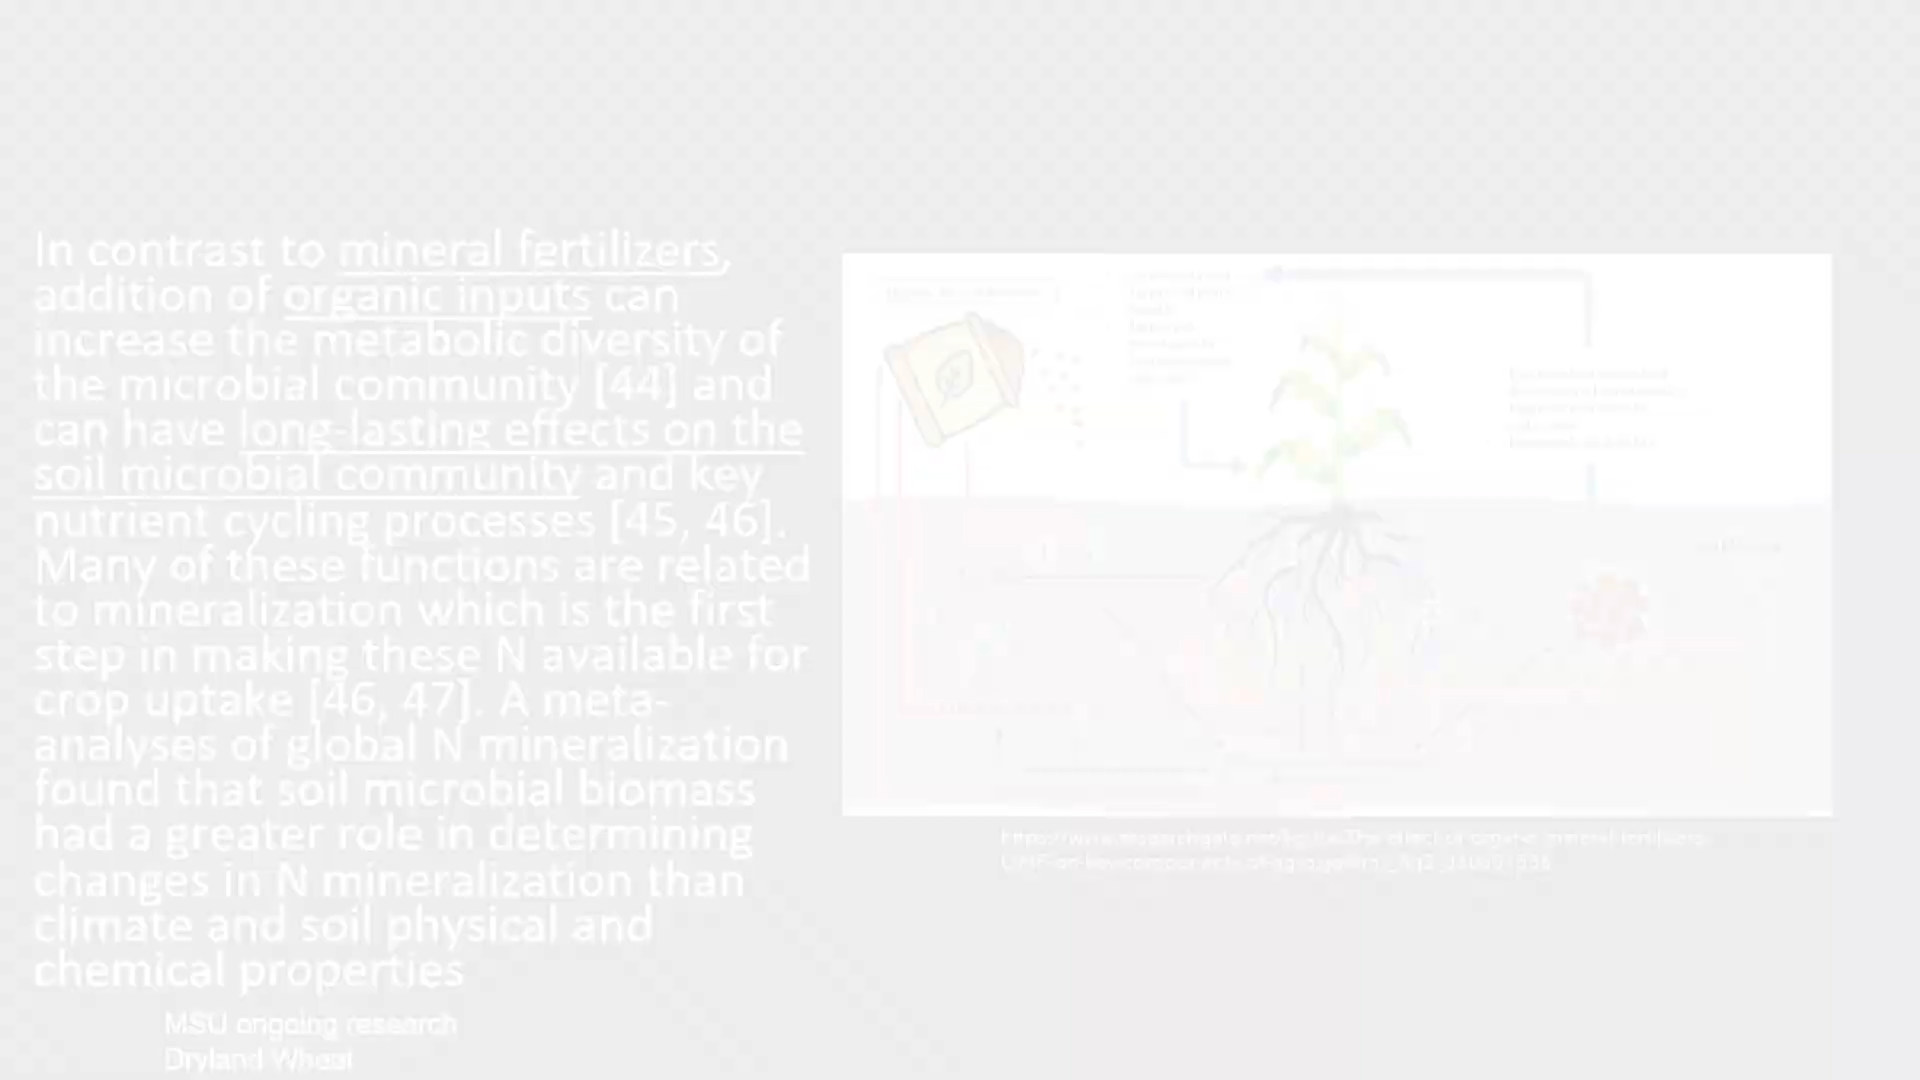 In contrast to mineral fertilizers,
addition of organic inputs can
increase the metabolic diversity of
the microbial community [44] and
can have long-lasting effects on the
soil microbial community and key
nutrient cycling processes [45, 46].
Many of these functions are related
to mineralization which is the first
step in making these N available for
crop uptake [46, 47]. A meta-
analyses of global N mineralization
found that soil microbial biomass
had a greater role in determining
changes in N mineralization than
climate and soil physical and
chemical properties
MSU ongoing research
Dryland Wheat